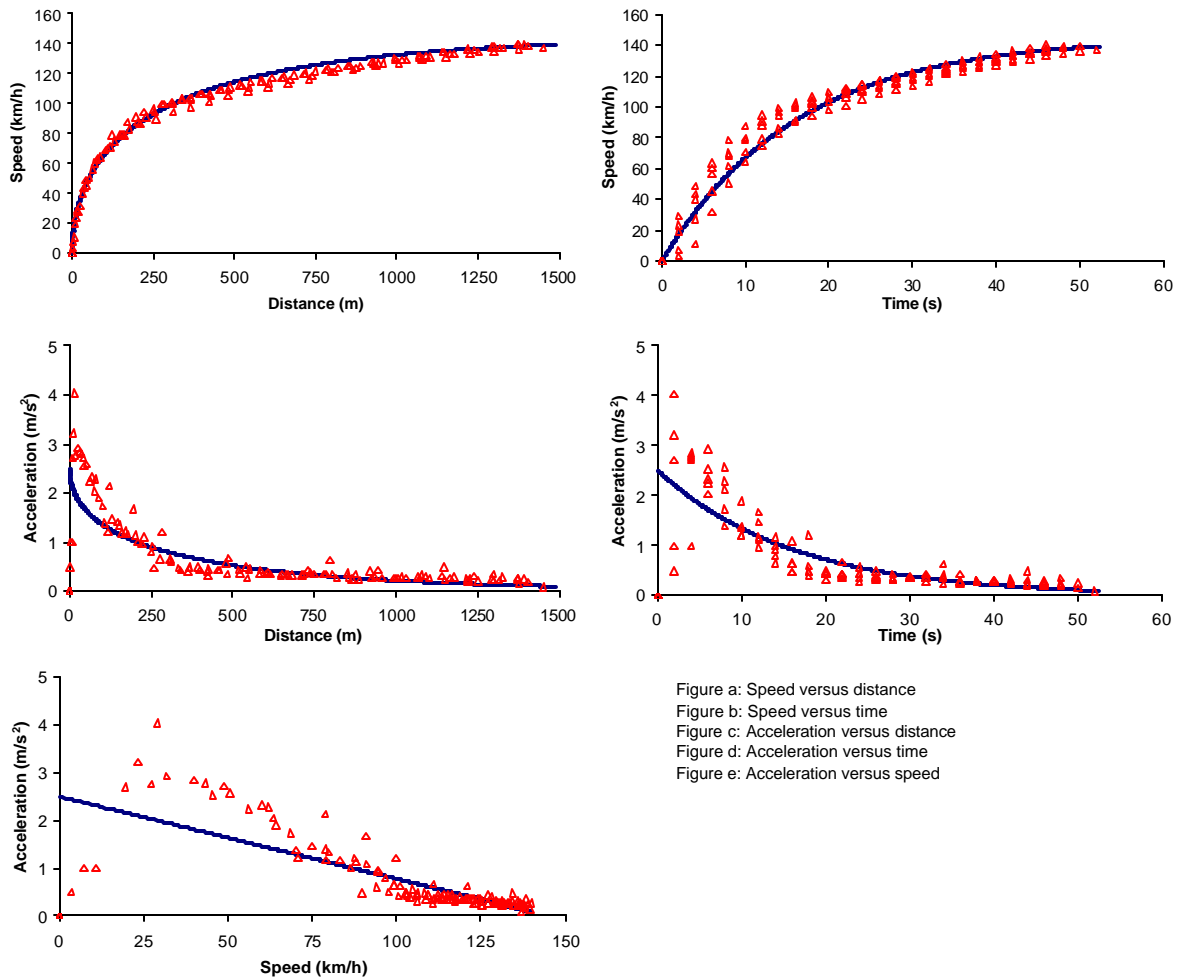 160
140
120
100
80
60
40
20
0
Speed (km/h)
0 250 500 750 1000 1250 1500
Distance (m)
160
140
120
100
80
60
40
20
0
Speed (km/h)
0 10 20 30 40 50 60
Time (s)
5
4
3
2
1
0
Acceleration (m/s²)
0 250 500 750 1000 1250 1500
Distance (m)
5
4
3
2
1
0
Acceleration (m/s²)
0 10 20 30 40 50 60
Time (s)
5
4
3
2
1
0
Acceleration (m/s²)
0 25 50 75 100 125 150
Speed (km/h)
Figure a: Speed versus distance
Figure b: Speed versus time
Figure c: Acceleration versus distance
Figure d: Acceleration versus time
Figure e: Acceleration versus speed